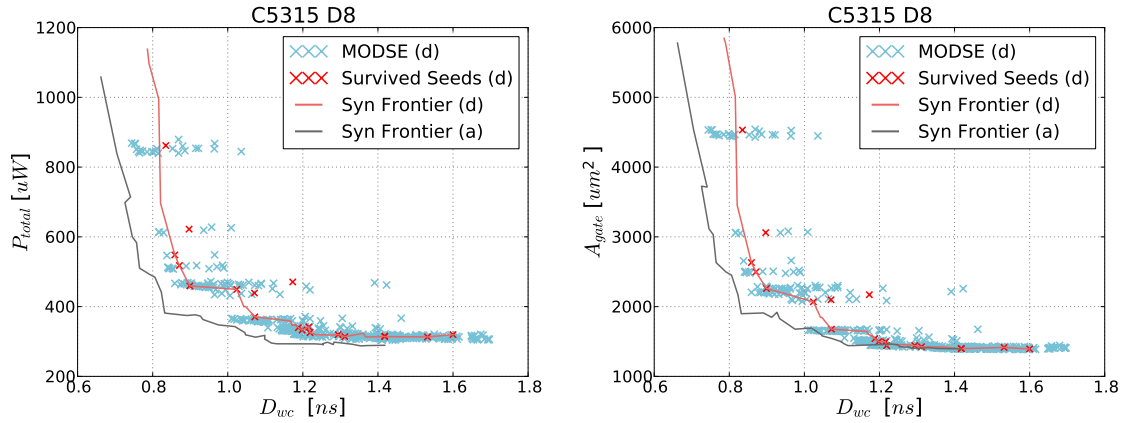 C5315 D8
1200
1000
800
600
400
200
0.6 0.8 1.0 1.2 1.4 1.6 1.8
P_total [uW]
D_wc [ns]
MODSE (d)
Survived Seeds (d)
Syn Frontier (d)
Syn Frontier (a)
C5315 D8
6000
5000
4000
3000
2000
1000
0.6 0.8 1.0 1.2 1.4 1.6 1.8
A_gate [um²]
D_wc [ns]
MODSE (d)
Survived Seeds (d)
Syn Frontier (d)
Syn Frontier (a)